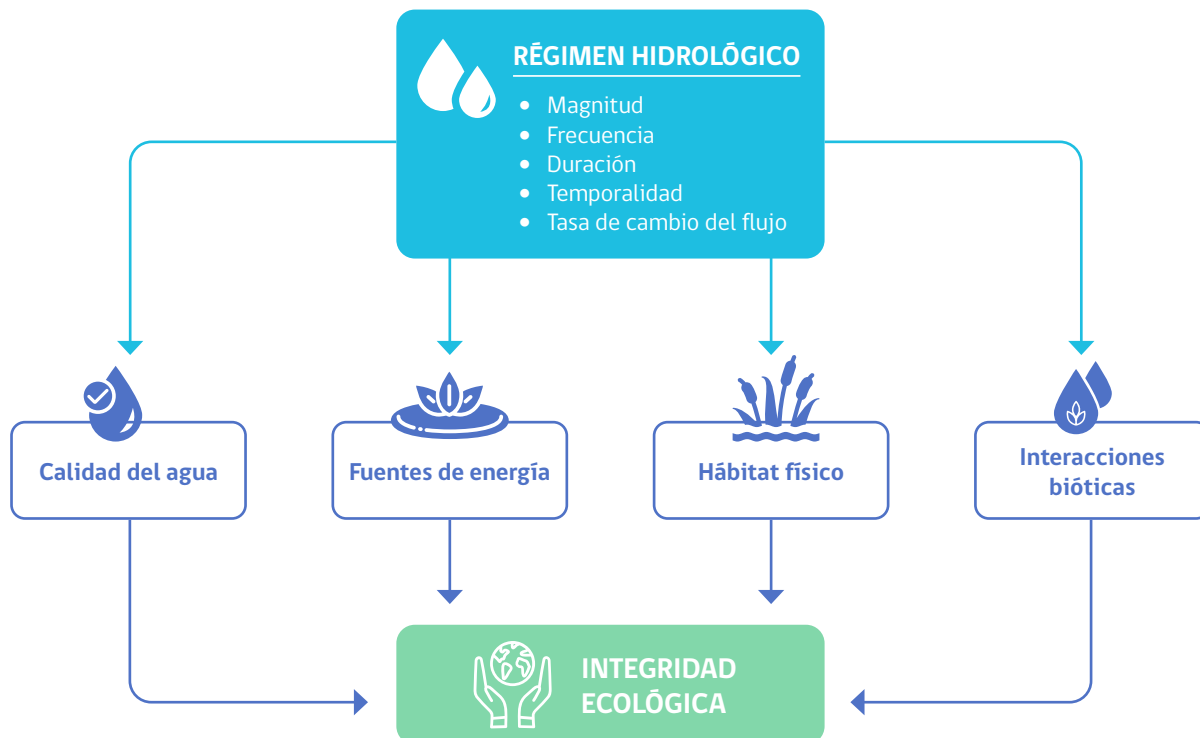 RÉGIMEN HIDROLÓGICO
• Magnitud
• Frecuencia
• Duración
• Temporalidad
• Tasa de cambio del flujo
Calidad del agua
Fuentes de energía
Hábitat físico
Interacciones
bióticas
INTEGRIDAD
ECOLÓGICA